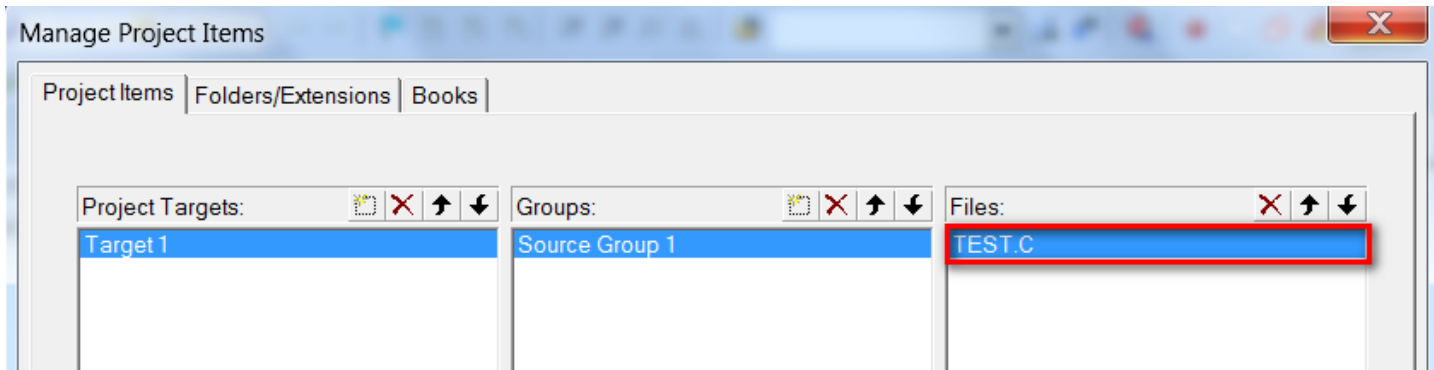 Manage Project Items
Project Items Folders/Extensions Books
Project Targets: Groups: Files:
Target 1 Source Group 1 TEST.C